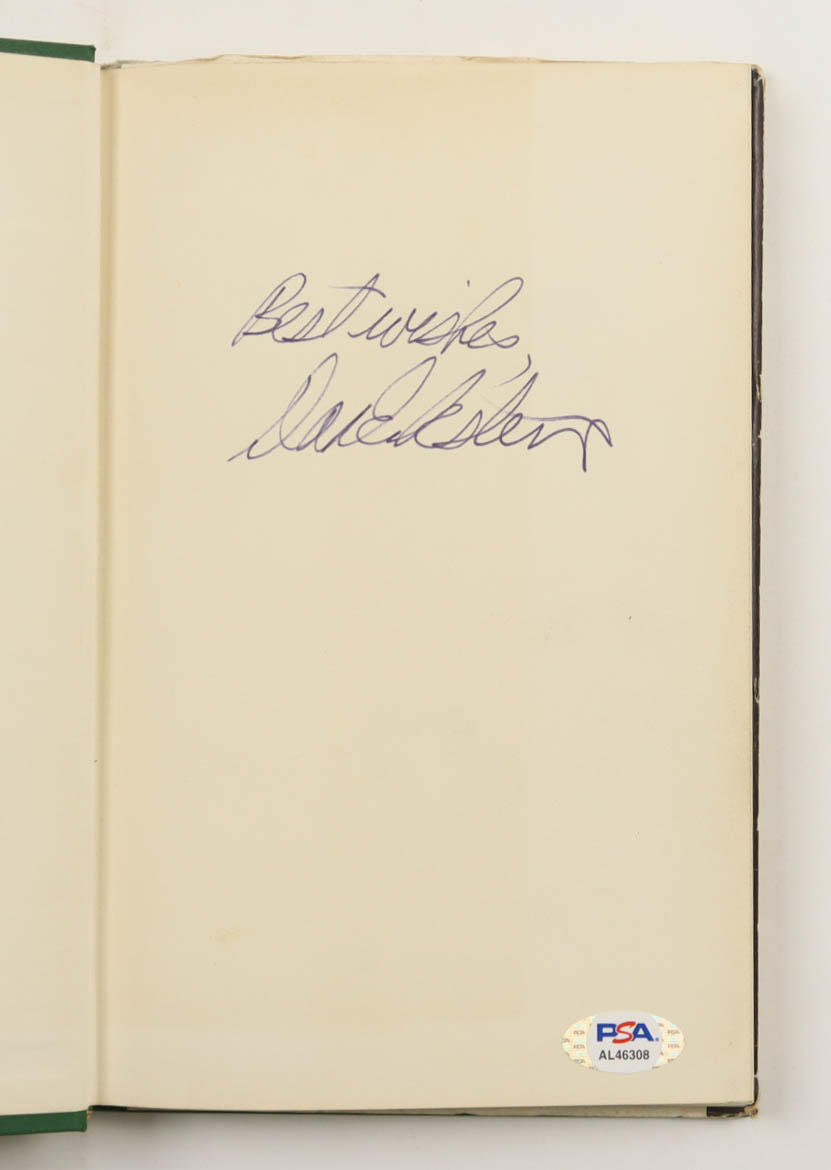 Best wishes,
PSA
AL46308